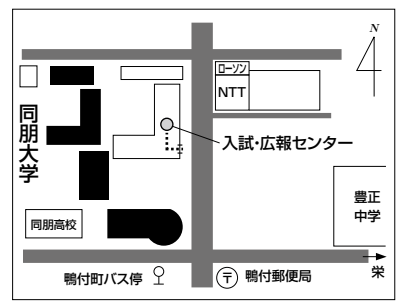 N
ローソン
NTT
同朋大学
入試・広報センター
豊正
中学
同朋高校
栄
鴨付町バス停
〒 鴨付郵便局